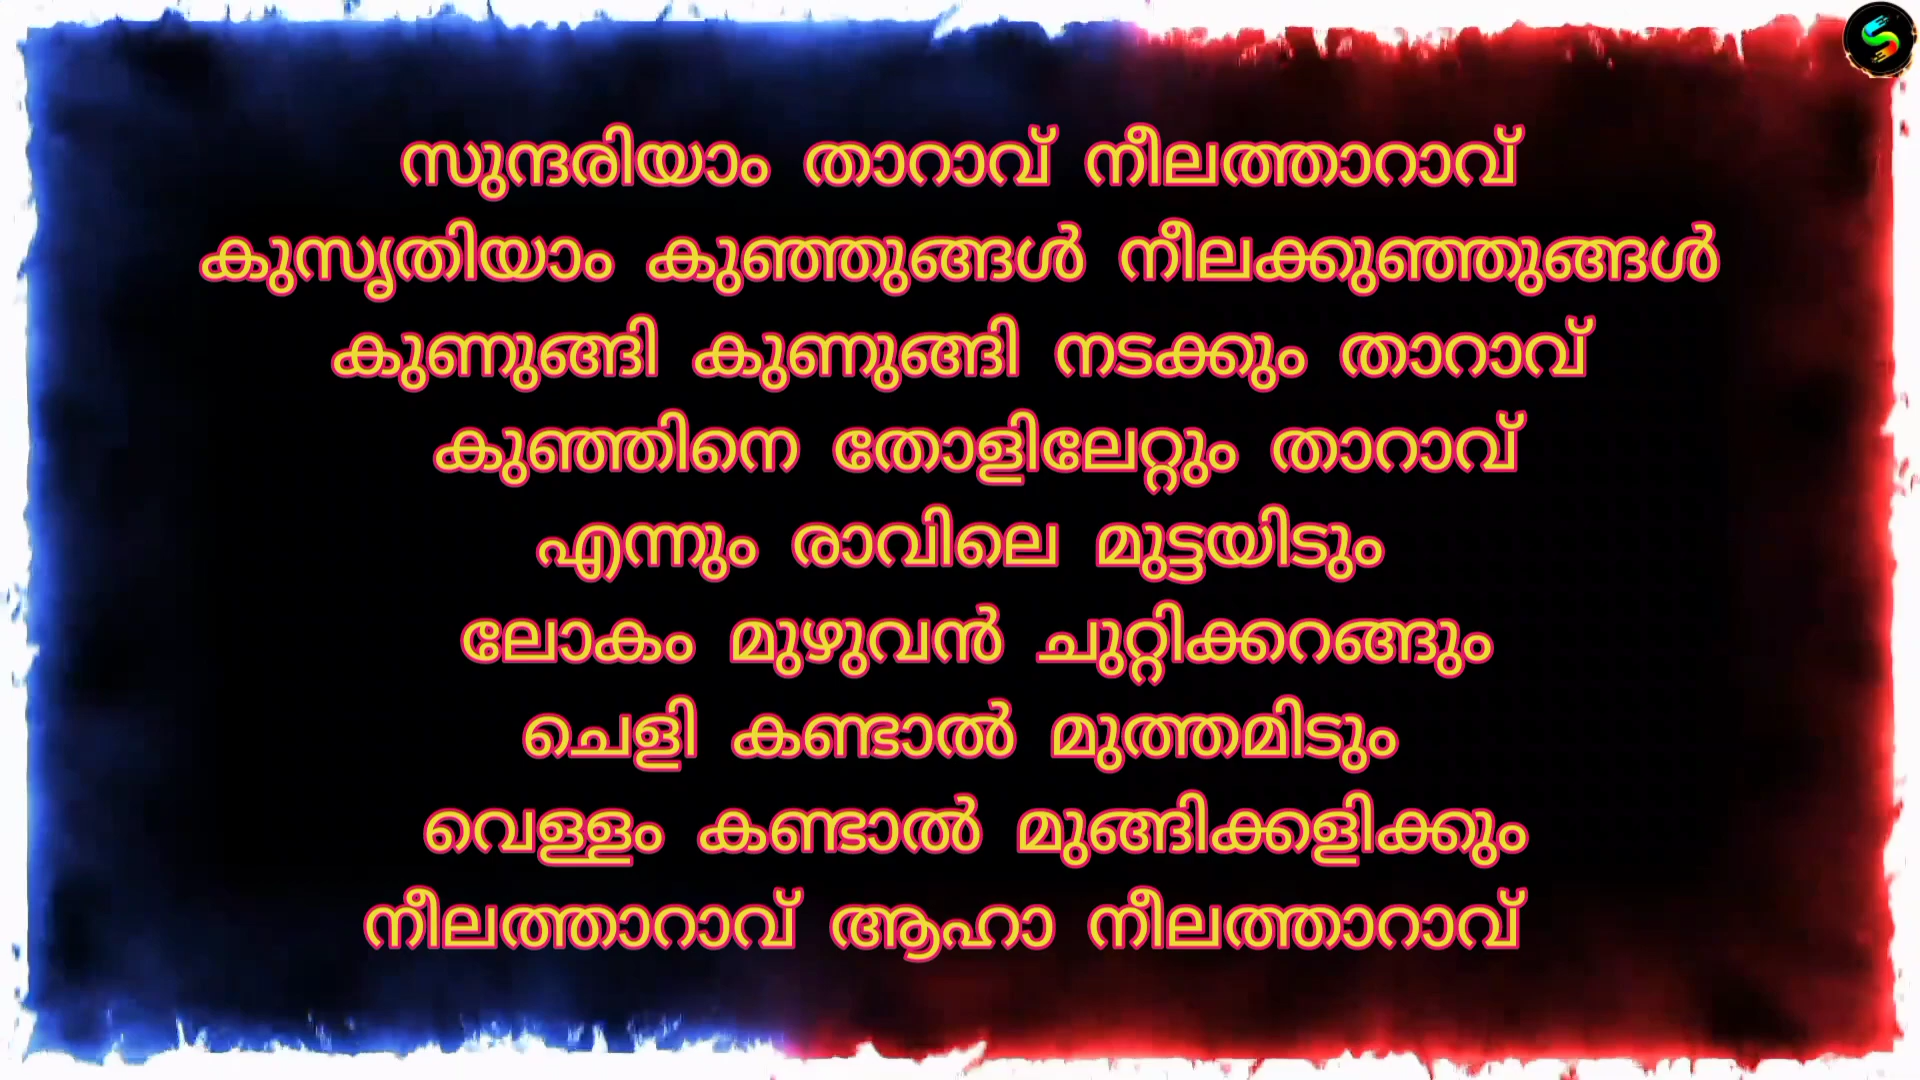 സുന്ദരിയാം താറാവ് നീലത്താറാവ്
കുസൃതിയാം കുഞ്ഞുങ്ങൾ നീലക്കുഞ്ഞുങ്ങൾ
കുണുങ്ങി കുണുങ്ങി നടക്കും താറാവ്
കുഞ്ഞിനെ തോളിലേറ്റും താറാവ്
എന്നും രാവിലെ മുട്ടയിടും
ലോകം മുഴുവൻ ചുറ്റിക്കറങ്ങും
ചെളി കണ്ടാൽ മുത്തമിടും
വെള്ളം കണ്ടാൽ മുങ്ങിക്കളിക്കും
നീലത്താറാവ് ആഹാ നീലത്താറാവ്